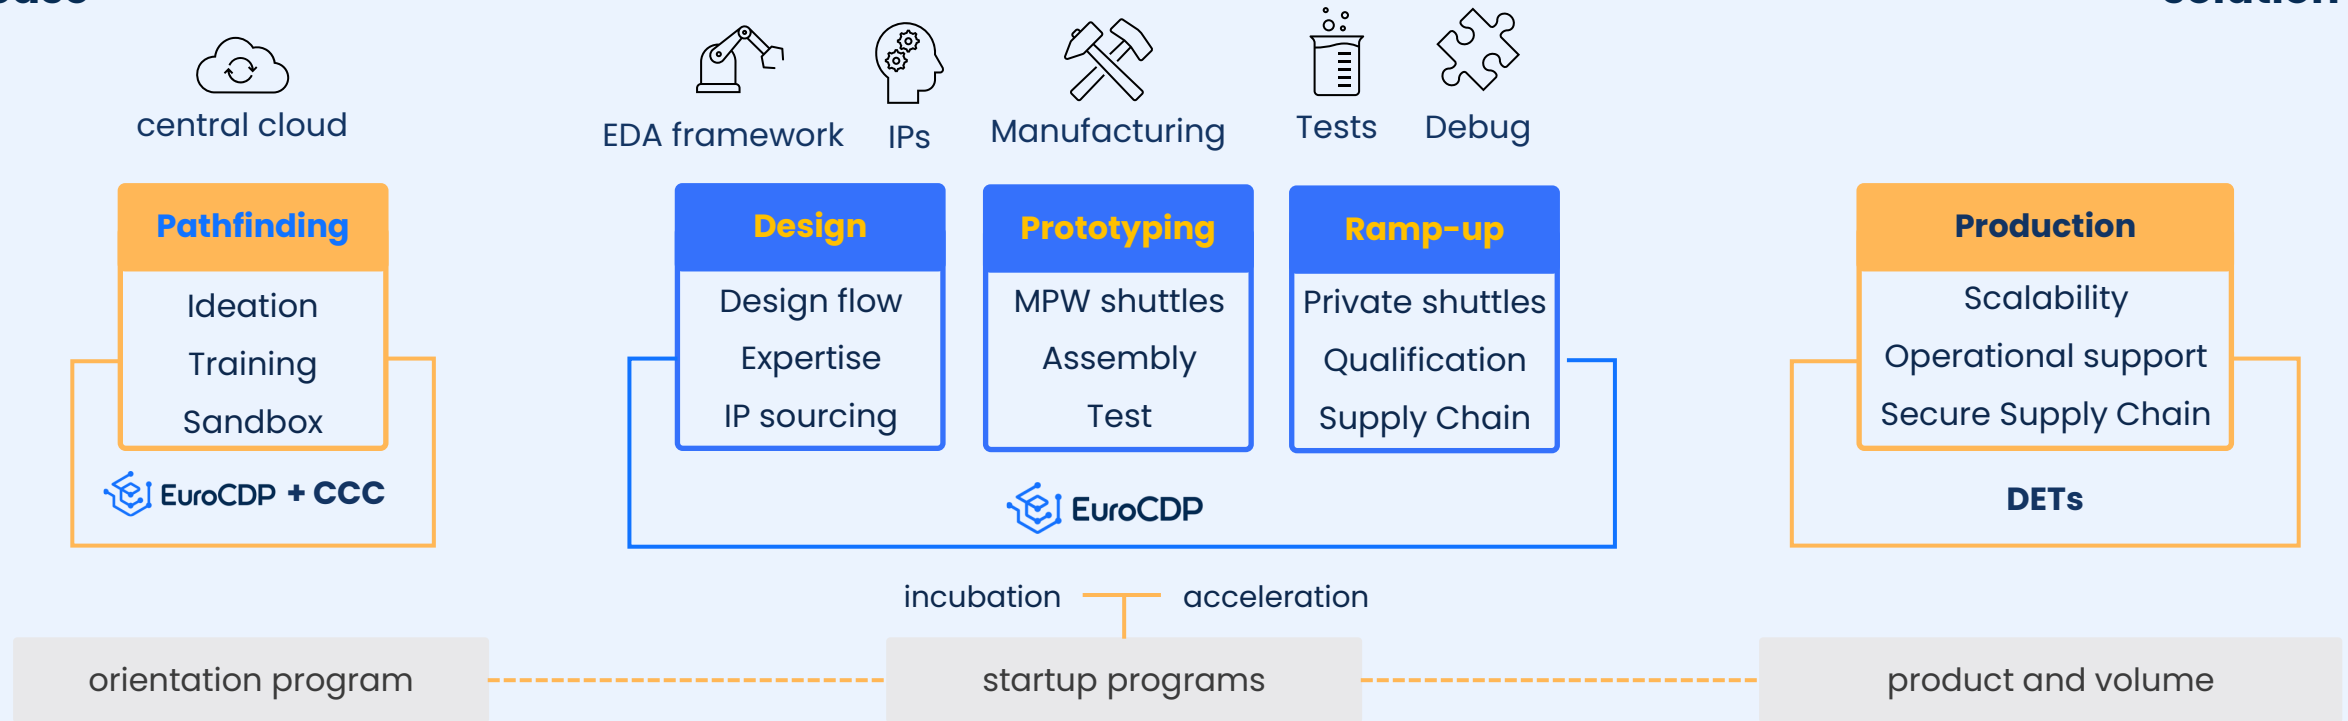 central cloud
EDA framework
IPs
Manufacturing
Tests
Debug
Pathfinding
Ideation
Training
Sandbox
EuroCDP + CCC
Design
Design flow
Expertise
IP sourcing
Prototyping
MPW shuttles
Assembly
Test
Ramp-up
Private shuttles
Qualification
Supply Chain
EuroCDP
Production
Scalability
Operational support
Secure Supply Chain
DETs
incubation
acceleration
orientation program
startup programs
product and volume